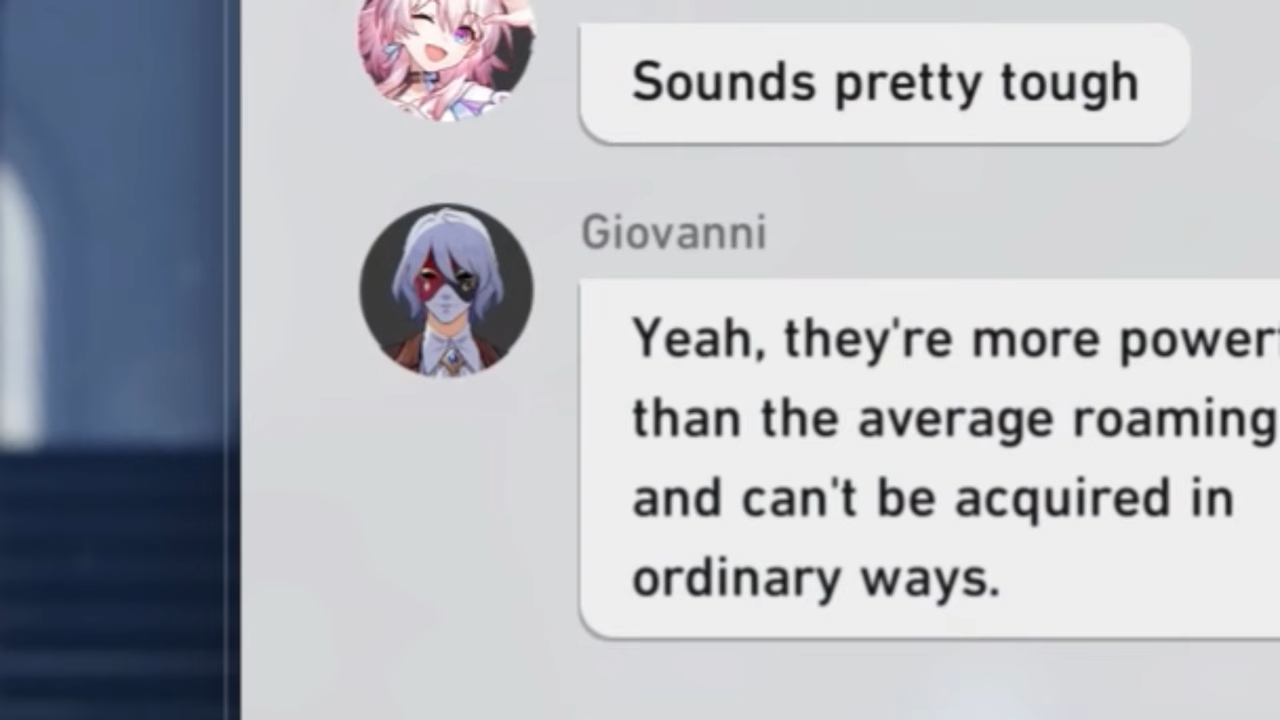 Sounds pretty tough
Giovanni
Yeah, they're more
than the average roaming
and can't be acquired in
ordinary ways.